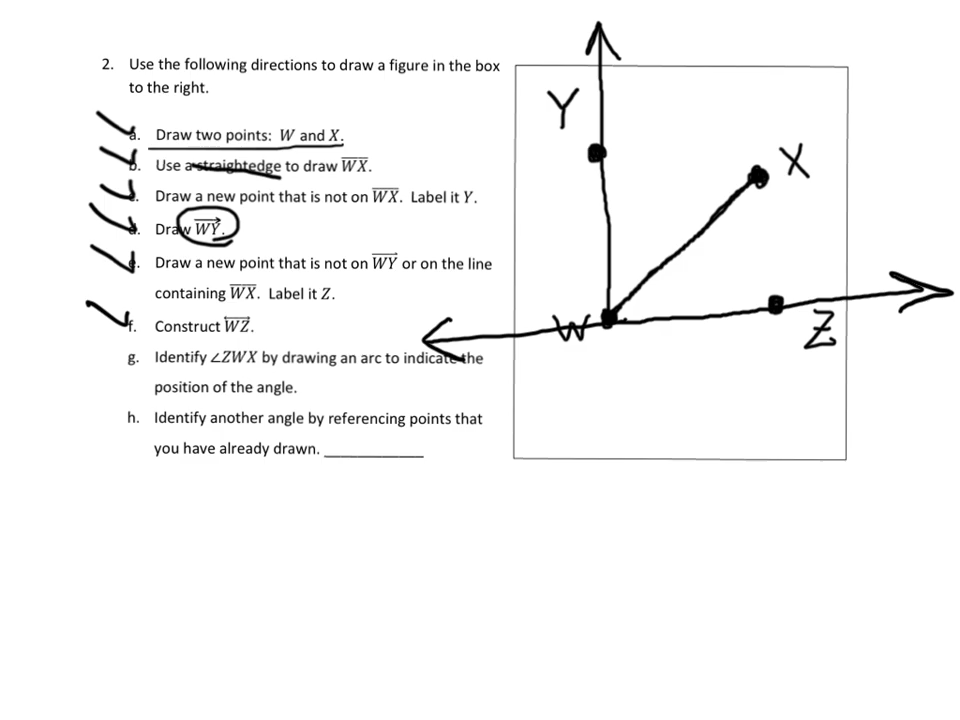 2. Use the following directions to draw a figure in the box
to the right.
Y
a. Draw two points: W and X.
X
b. Use a straightedge to draw W͞X͞.
c. Draw a new point that is not on W͞X͞. Label it Y.
d. Draw W⃗Y⃗.
e. Draw a new point that is not on W⃗Y⃗ or on the line
containing W͞X͞. Label it Z.
f. Construct W⃡Z⃡.
W
Z
g. Identify ∠ZWX by drawing an arc to indicate the
position of the angle.
h. Identify another angle by referencing points that
you have already drawn. ____________